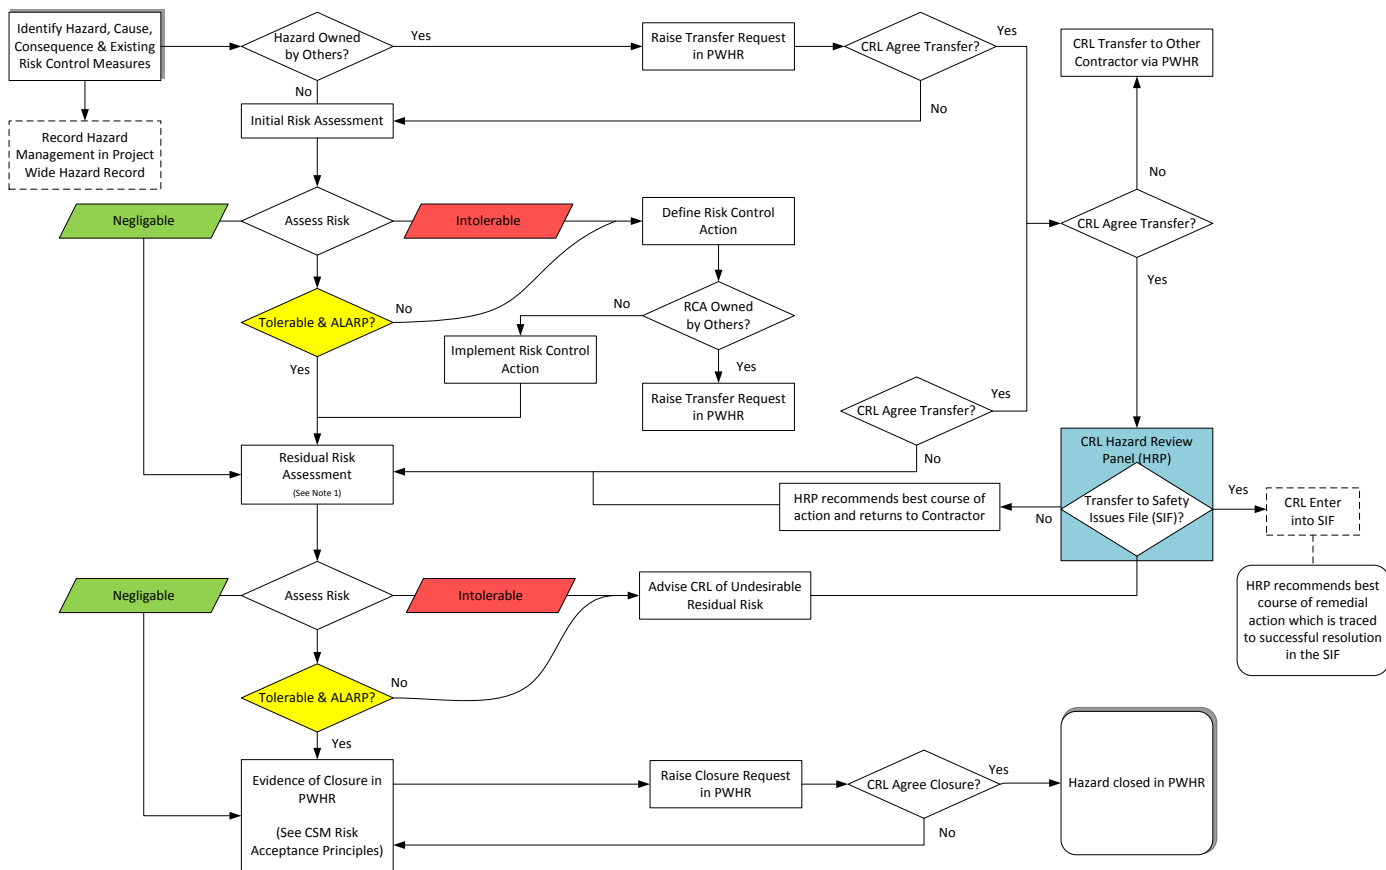 Identify Hazard, Cause,
Consequence & Existing
Risk Control Measures
Hazard Owned
by Others?
Yes
Raise Transfer Request
in PWHR
CRL Agree Transfer?
Yes
CRL Transfer to Other
Contractor via PWHR
No
No
Initial Risk Assessment
Record Hazard
Management in Project
Wide Hazard Record
No
Negligable
Assess Risk
Intolerable
Define Risk Control
Action
CRL Agree Transfer?
Yes
Tolerable & ALARP?
No
No
RCA Owned
by Others?
Implement Risk Control
Action
Yes
Yes
Raise Transfer Request
in PWHR
CRL Agree Transfer?
Yes
No
Residual Risk
Assessment
(See Note 1)
CRL Hazard Review
Panel (HRP)
Transfer to Safety
Issues File (SIF)?
Yes
No
HRP recommends best course of
action and returns to Contractor
CRL Enter
into SIF
Negligable
Assess Risk
Intolerable
Advise CRL of Undesirable
Residual Risk
HRP recommends best
course of remedial
action which is traced
to successful resolution
in the SIF
Tolerable & ALARP?
No
Yes
Evidence of Closure in
PWHR
(See CSM Risk
Acceptance Principles)
Raise Closure Request
in PWHR
CRL Agree Closure?
Yes
No
Hazard closed in PWHR